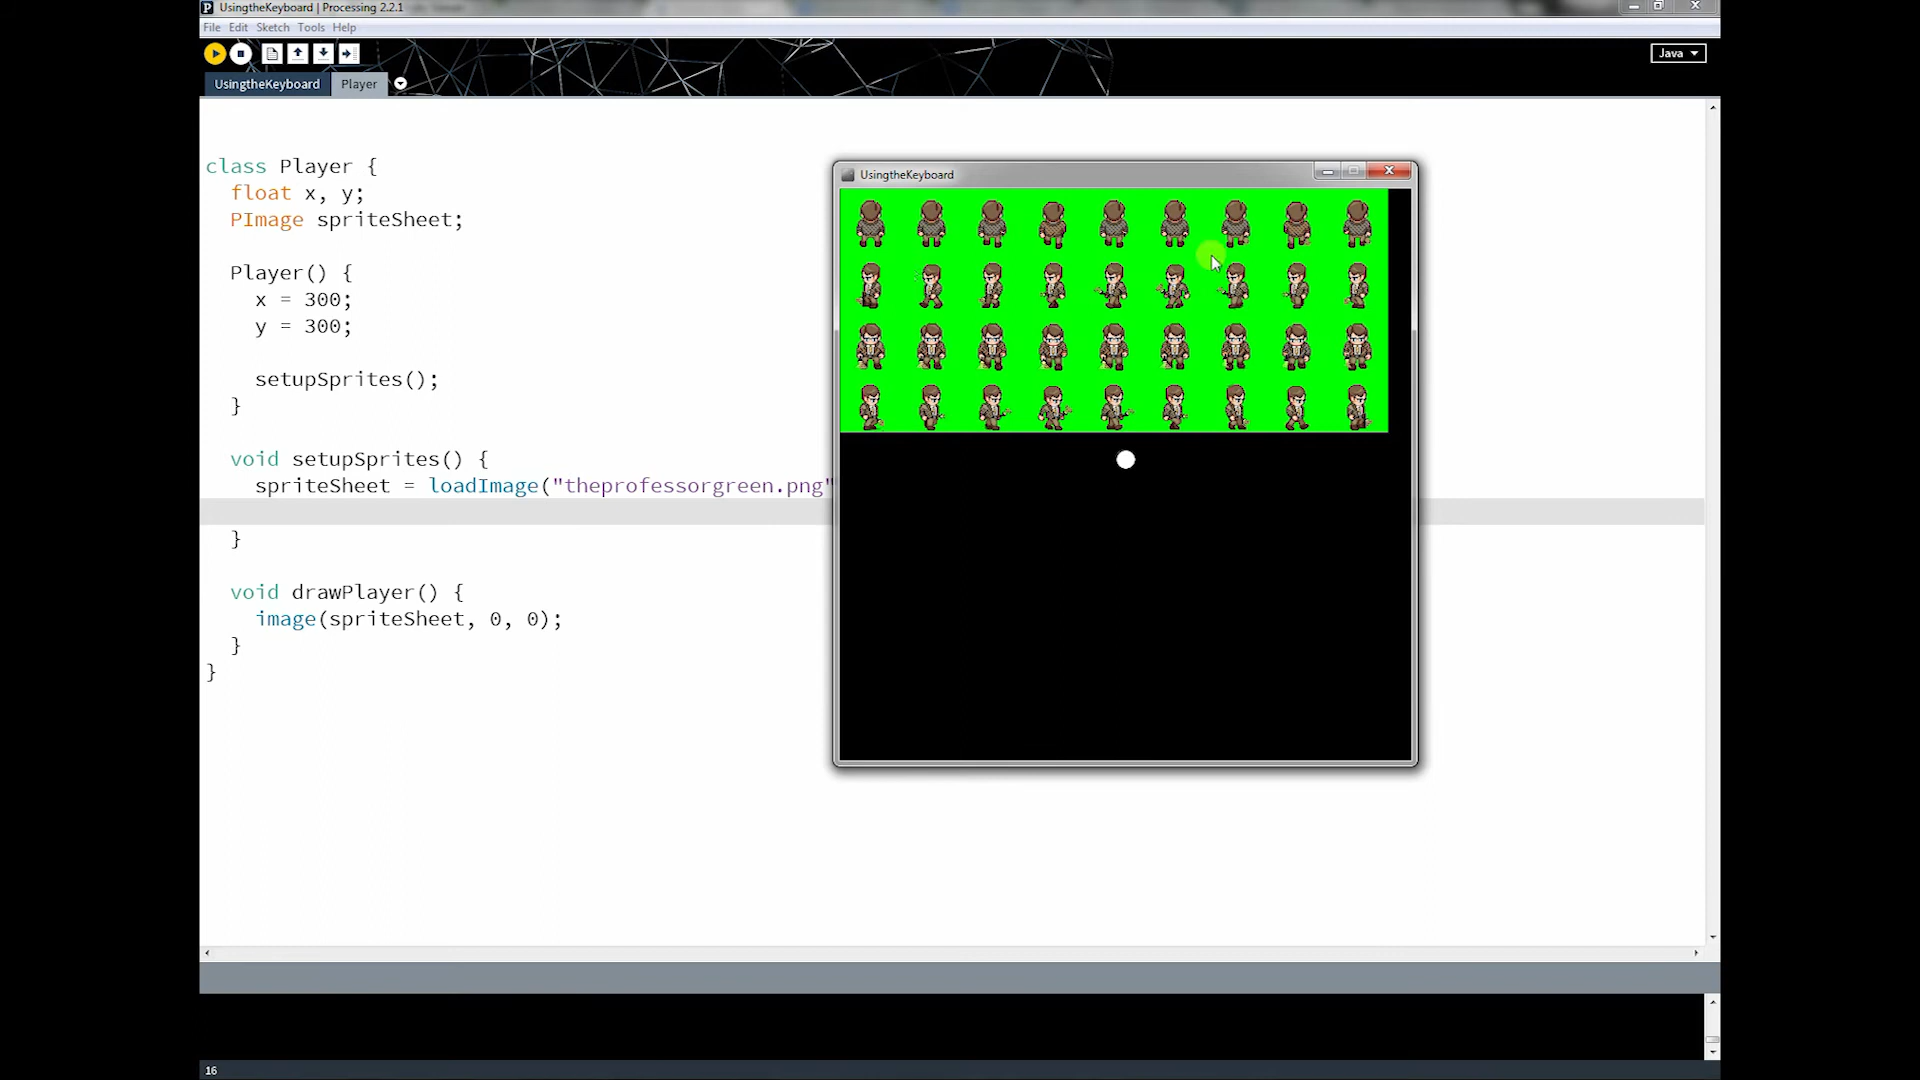 UsingtheKeyboard | Processing 2.2.1
File Edit Sketch Tools Help
Java
UsingtheKeyboard Player
class Player {
float x, y;
PImage spriteSheet;
Player() {
x = 300;
y = 300;
setupSprites();
}
void setupSprites() {
spriteSheet = loadImage("theprofessorgreen.png"
}
void drawPlayer() {
image(spriteSheet, 0, 0);
}
}
UsingtheKeyboard
16